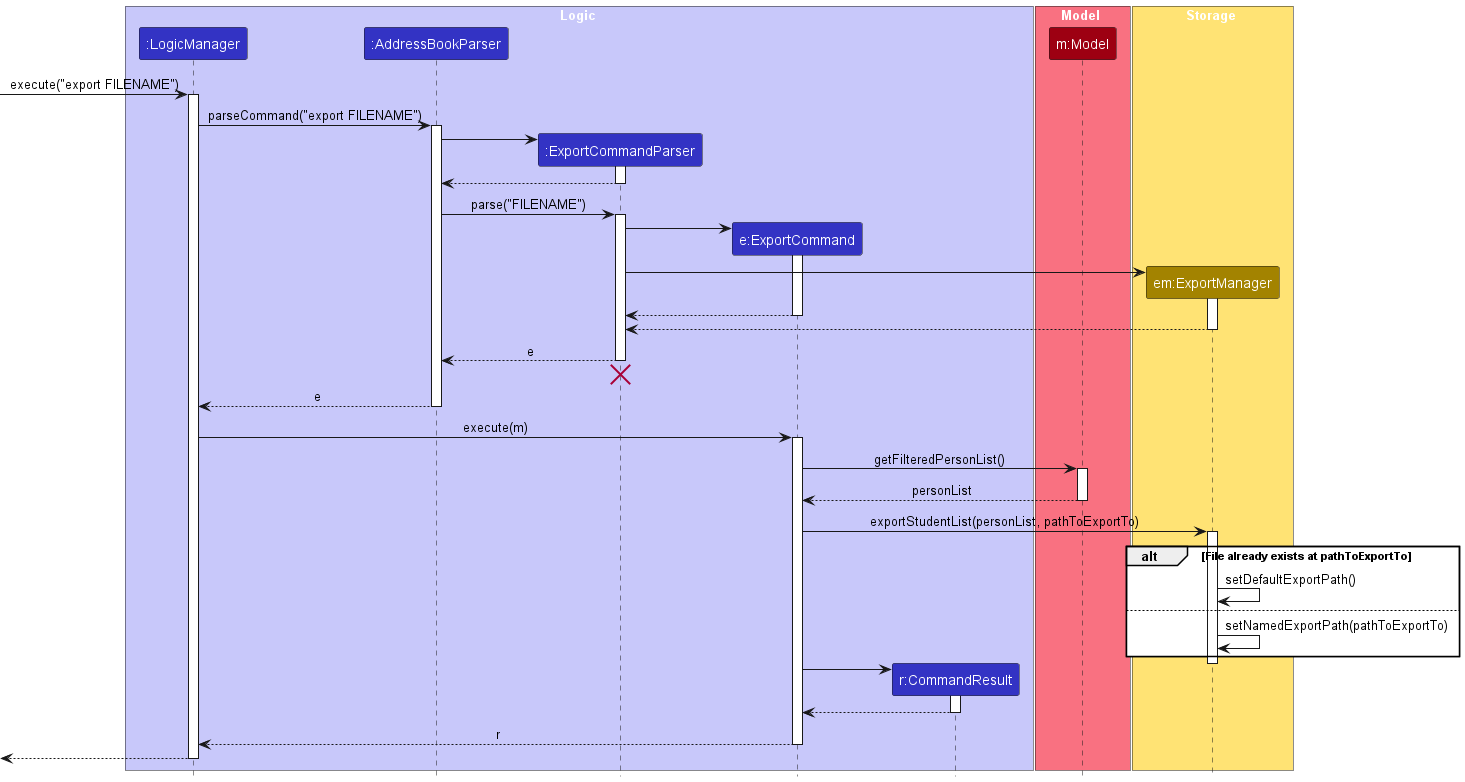 Logic
Model
Storage
:LogicManager
:AddressBookParser
m:Model
execute("export FILENAME")
parseCommand("export FILENAME")
:ExportCommandParser
parse("FILENAME")
e:ExportCommand
em:ExportManager
e
e
execute(m)
getFilteredPersonList()
personList
exportStudentList(personList, pathToExportTo)
alt [File already exists at pathToExportTo]
setDefaultExportPath()
setNamedExportPath(pathToExportTo)
r:CommandResult
r